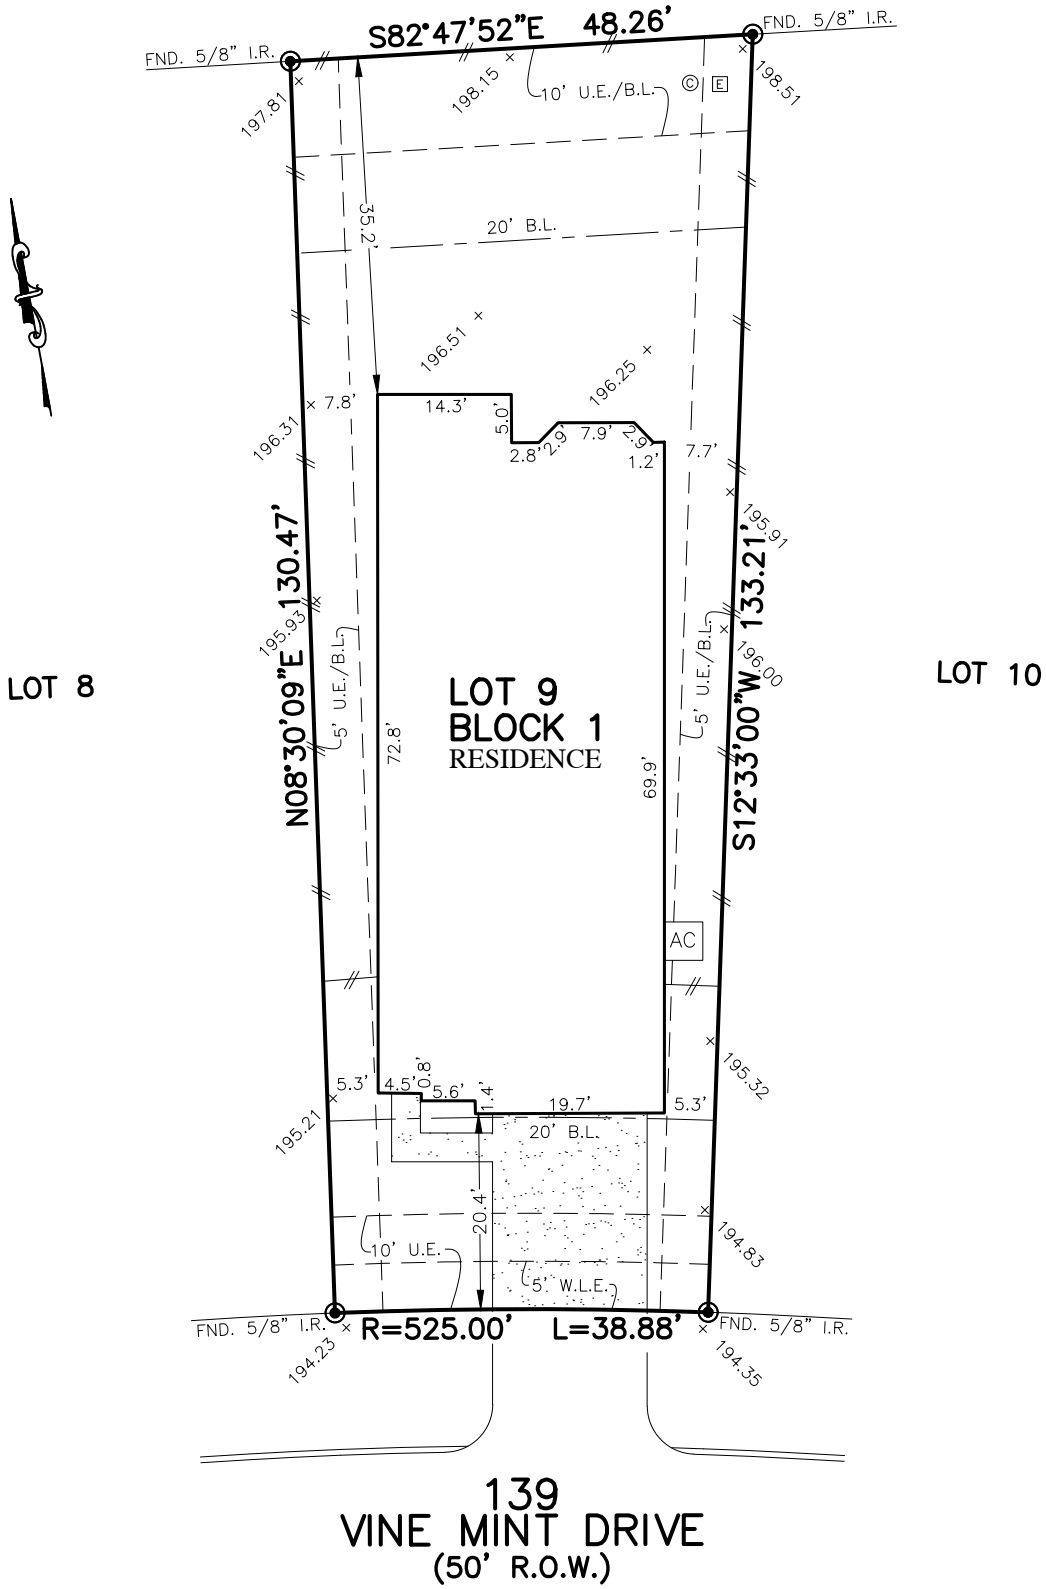 S82°47'52"E 48.26'
FND. 5/8" I.R.
FND. 5/8" I.R.
197.81
198.15
10' U.E./B.L.
C
E
198.51
35.2'
20' B.L.
196.51
196.25
7.8'
14.3'
5.0'
2.8'
2.9'
7.9'
2.9'
1.2'
7.7'
196.31
195.91
N08°30'09"E 130.47'
S12°33'00"W 133.21'
195.93
196.00
5' U.E./B.L.
5' U.E./B.L.
LOT 8
LOT 9
BLOCK 1
RESIDENCE
LOT 10
72.8'
69.9'
AC
5.3'
4.5'
0.8'
5.6'
1.4'
19.7'
5.3'
195.32
195.21
20' B.L.
20.4'
10' U.E.
5' W.L.E.
194.83
FND. 5/8" I.R.
R=525.00' L=38.88'
FND. 5/8" I.R.
194.23
194.35
139
VINE MINT DRIVE
(50' R.O.W.)